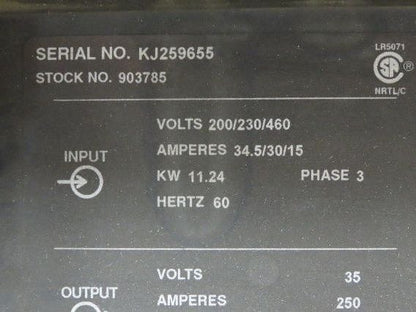 SERIAL NO. KJ259655
STOCK NO. 903785
LR5071
SA ®
NRTL/C
INPUT
VOLTS 200/230/460
AMPERES 34.5/30/15
KW 11.24 PHASE 3
HERTZ 60
OUTPUT
VOLTS 35
AMPERES 250